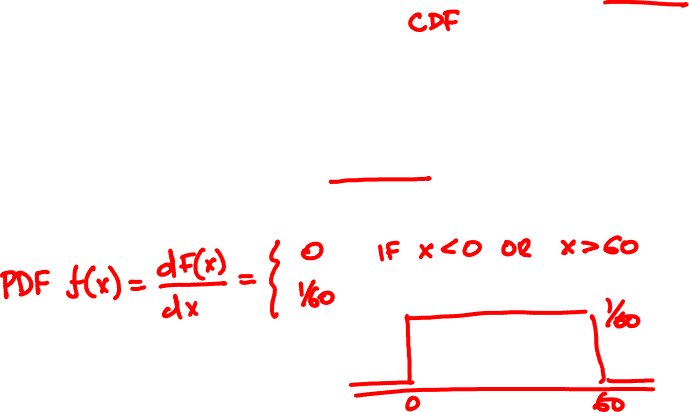 CDF
PDF f(x) = dF(x)/dx = { 0 IF x < 0 OR x > 60
1/60
1/60
0 60